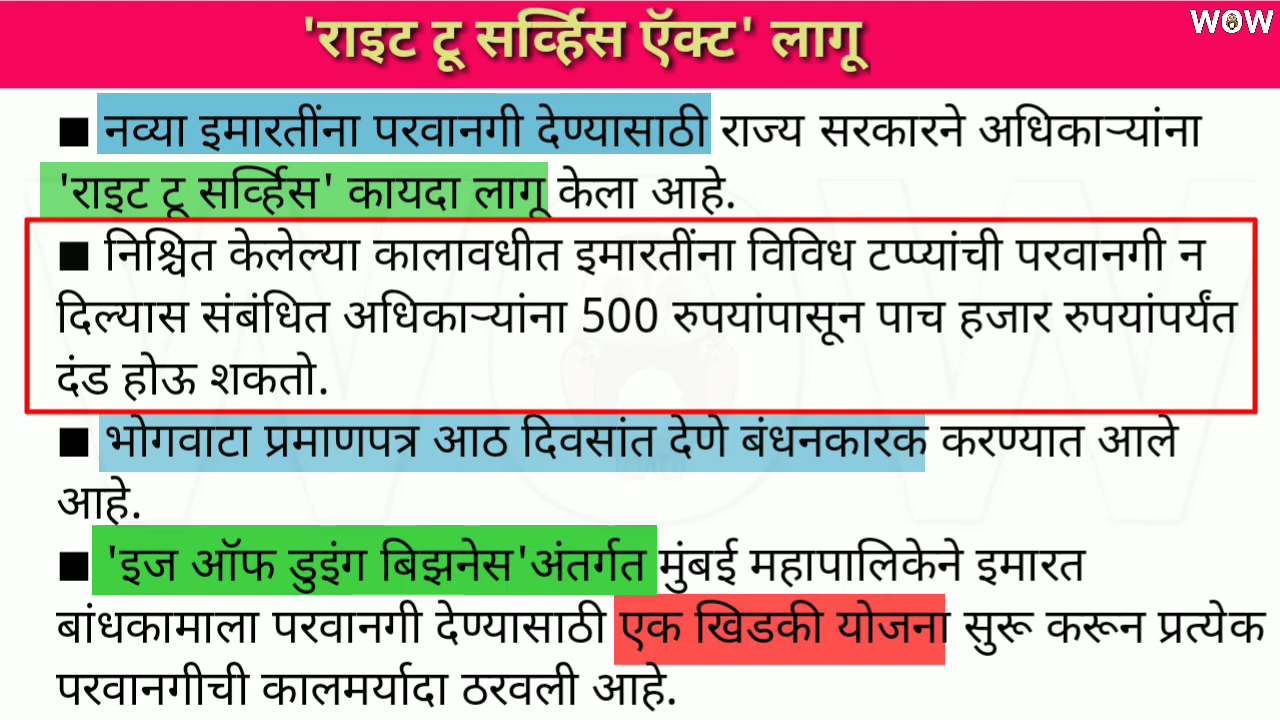 'राइट टू सर्व्हिस ऍक्ट' लागू
WOW
■ नव्या इमारतींना परवानगी देण्यासाठी राज्य सरकारने अधिकाऱ्यांना
'राइट टू सर्व्हिस' कायदा लागू केला आहे.
■ निश्चित केलेल्या कालावधीत इमारतींना विविध टप्प्यांची परवानगी न
दिल्यास संबंधित अधिकाऱ्यांना 500 रुपयांपासून पाच हजार रुपयांपर्यंत
दंड होऊ शकतो.
■ भोगवाटा प्रमाणपत्र आठ दिवसांत देणे बंधनकारक करण्यात आले
आहे.
■ 'इज ऑफ डुइंग बिझनेस'अंतर्गत मुंबई महापालिकेने इमारत
बांधकामाला परवानगी देण्यासाठी एक खिडकी योजना सुरू करून प्रत्येक
परवानगीची कालमर्यादा ठरवली आहे.